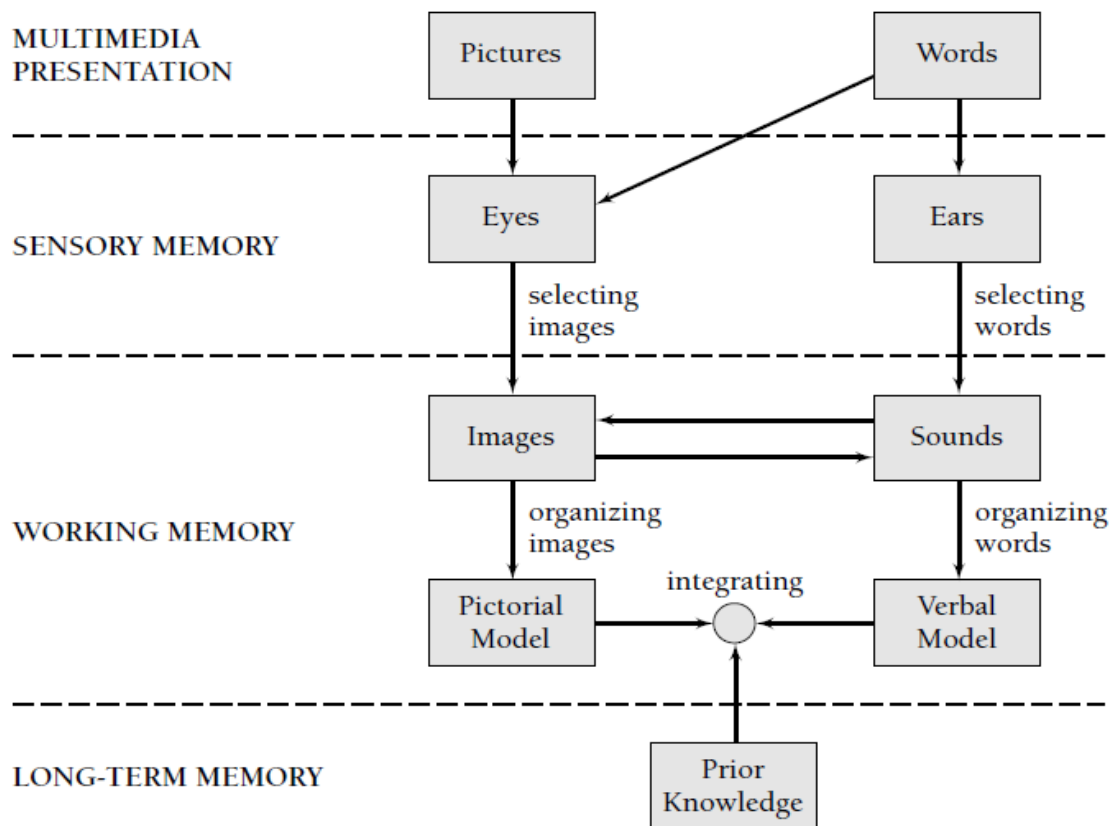 MULTIMEDIA
PRESENTATION
Pictures
Words
SENSORY MEMORY
Eyes
Ears
selecting
images
selecting
words
WORKING MEMORY
Images
Sounds
organizing
images
organizing
words
integrating
Pictorial
Model
Verbal
Model
LONG-TERM MEMORY
Prior
Knowledge